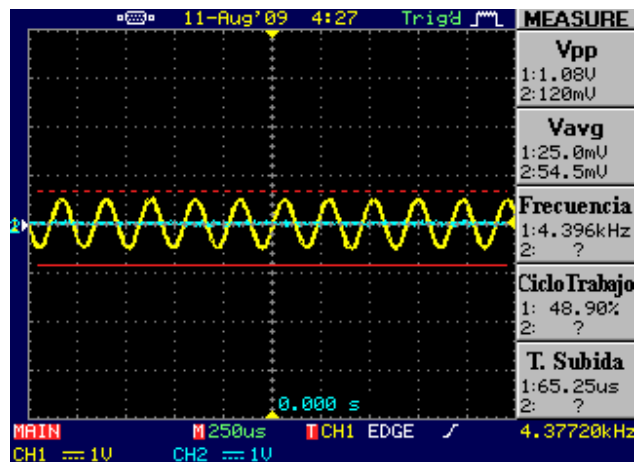 11-Aug'09 4:27 Trig'd MEASURE
Vpp
1:1.08V
2:120mV
Vavg
1:25.0mV
2:54.5mV
Frecuencia
1:4.396kHz
2: ?
CicloTrabajo
1: 48.90%
2: ?
T. Subida
1:65.25us
2: ?
2
0.000 s
MAIN M 250us T CH1 EDGE 4.37720kHz
CH1 1V CH2 1V